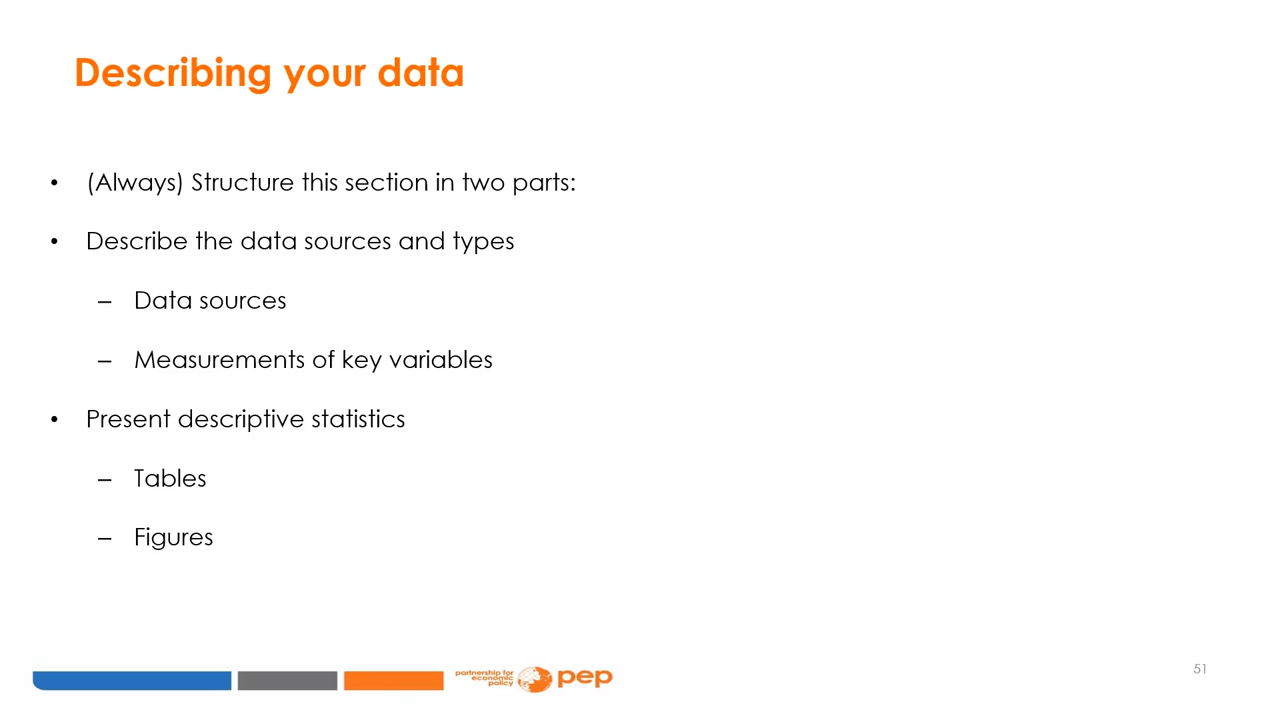 Describing your data
• (Always) Structure this section in two parts:
• Describe the data sources and types
– Data sources
– Measurements of key variables
• Present descriptive statistics
– Tables
– Figures
partnership for
economic
policy
pep
51